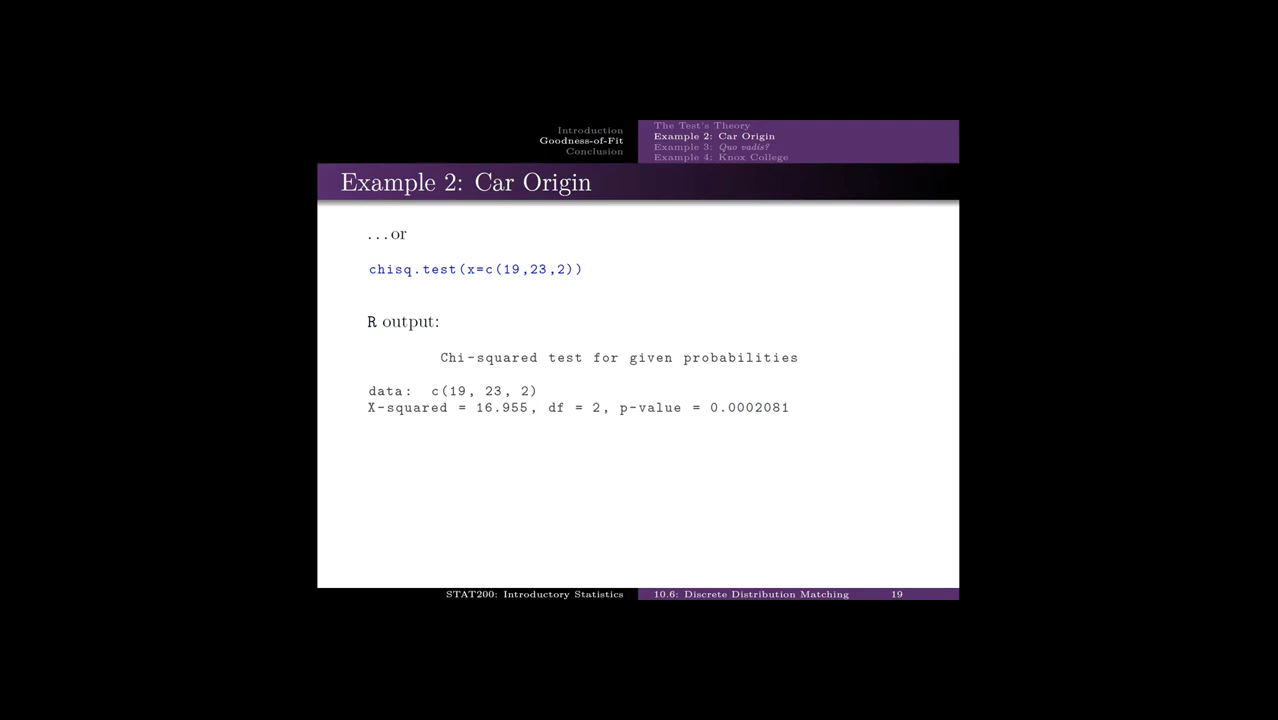 Introduction
Goodness-of-Fit
Conclusion
The Test's Theory
Example 2: Car Origin
Example 3: Quo vadis?
Example 4: Knox College
Example 2: Car Origin
...or
chisq.test(x=c(19,23,2))
R output:
Chi-squared test for given probabilities
data:  c(19, 23, 2)
X-squared = 16.955, df = 2, p-value = 0.0002081
STAT200: Introductory Statistics
10.6: Discrete Distribution Matching
19